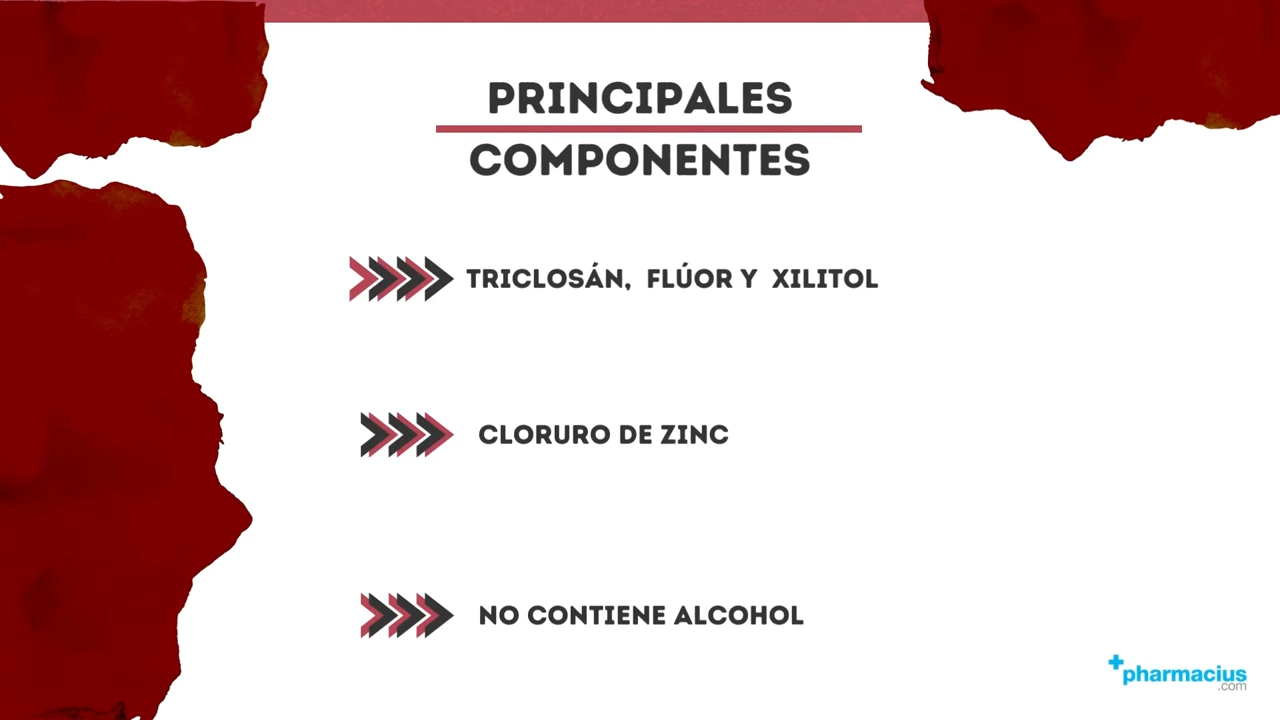 PRINCIPALES
COMPONENTES
TRICLOSÁN, FLÚOR Y XILITOL
CLORURO DE ZINC
NO CONTIENE ALCOHOL
pharmacius
.com